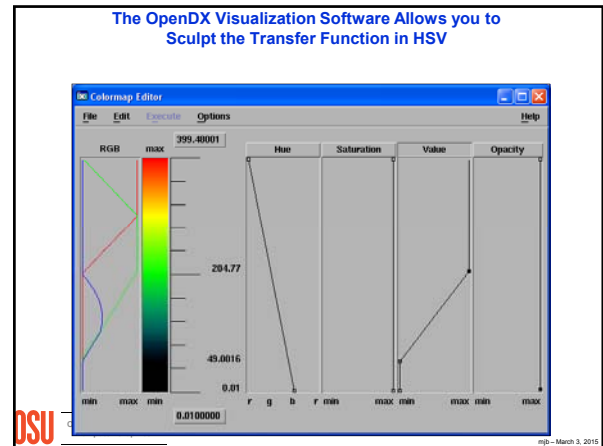 The OpenDX Visualization Software Allows you to
Sculpt the Transfer Function in HSV
Colormap Editor
File Edit Execute Options Help
399.48001
RGB max Hue Saturation Value Opacity
204.77
49.0016
0.01
min max min r g b r min max min max min max
0.0100000
OSU
mjb – March 3, 2015